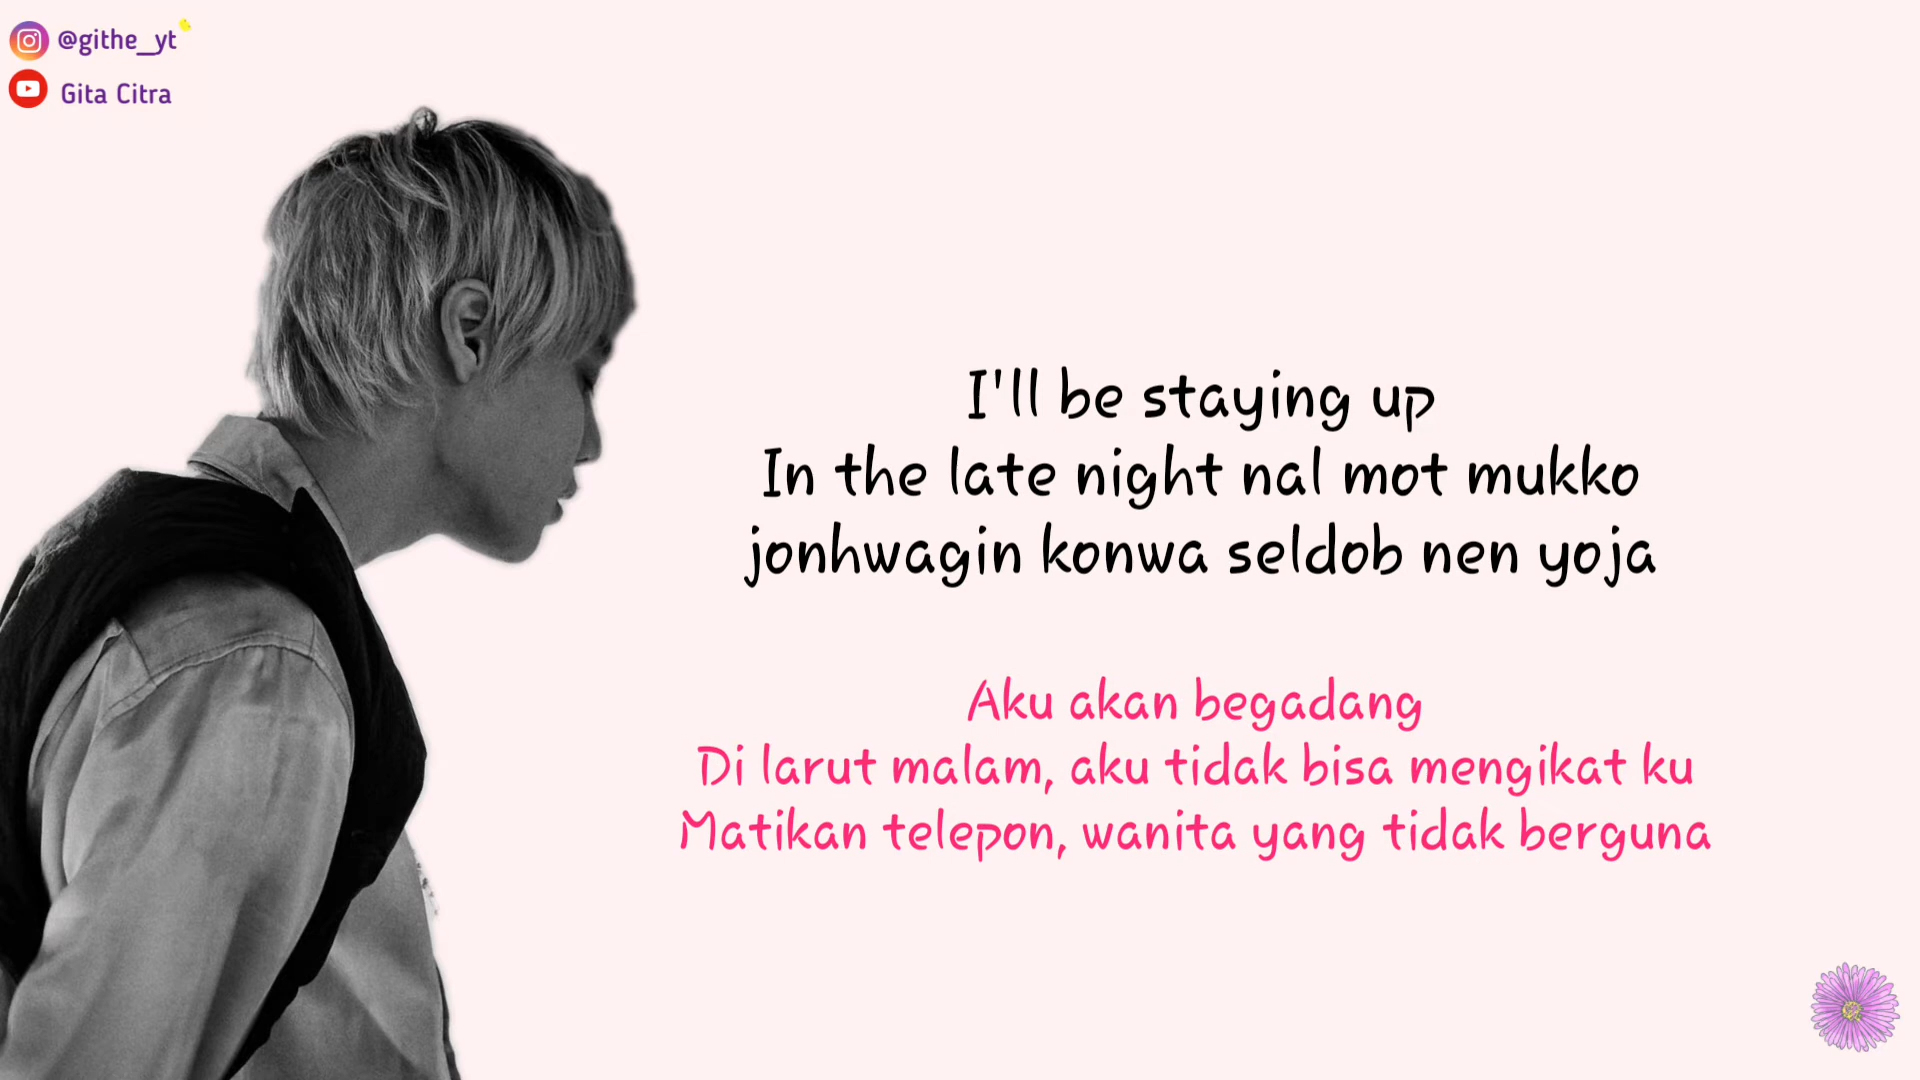 @githe_yt
Gita Citra
I'll be staying up
In the late night nal mot mukko
jonhwagin konwa seldob nen yoja
Aku akan begadang
Di larut malam, aku tidak bisa mengikat ku
Matikan telepon, wanita yang tidak berguna